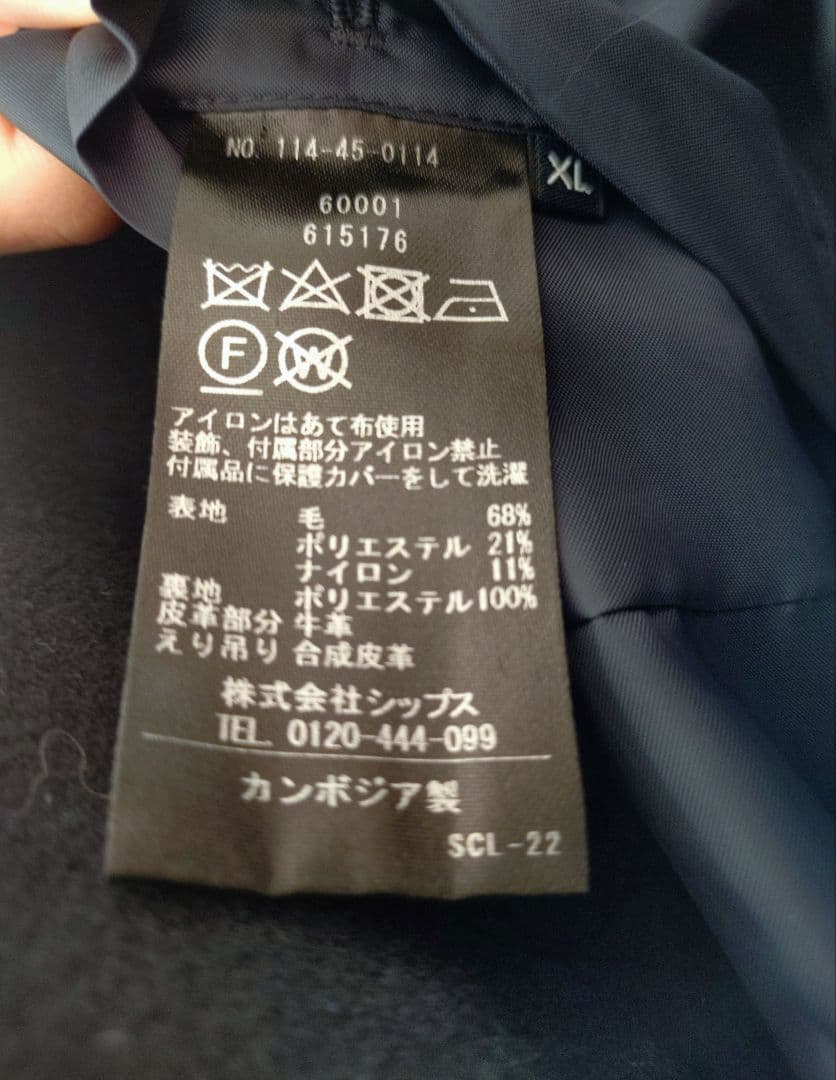 NO. 114-45-0114
XL
60001
615176
F W
アイロンはあて布使用
装飾、付属部分アイロン禁止
付属品に保護カバーをして洗濯
表地 毛 68%
ポリエステル 21%
ナイロン 11%
裏地 ポリエステル100%
皮革部分 牛革
えり吊り 合成皮革
株式会社シップス
TEL. 0120-444-099
カンボジア製
SCL-22